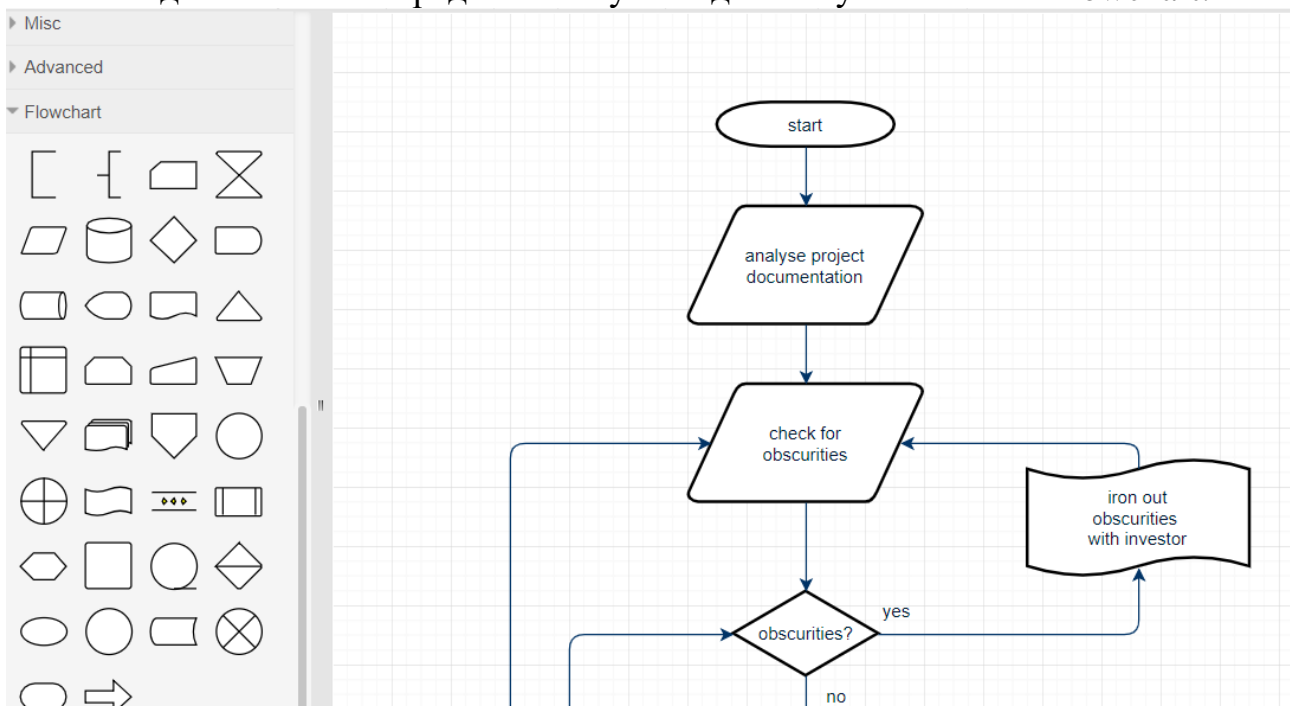 Misc
Advanced
Flowchart
start
analyse project
documentation
check for
obscurities
iron out
obscurities
with investor
obscurities?
yes
no